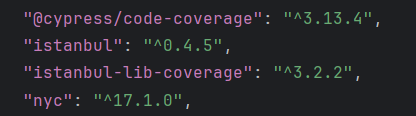 "@cypress/code-coverage": "^3.13.4",
"istanbul": "^0.4.5",
"istanbul-lib-coverage": "^3.2.2",
"nyc": "^17.1.0",